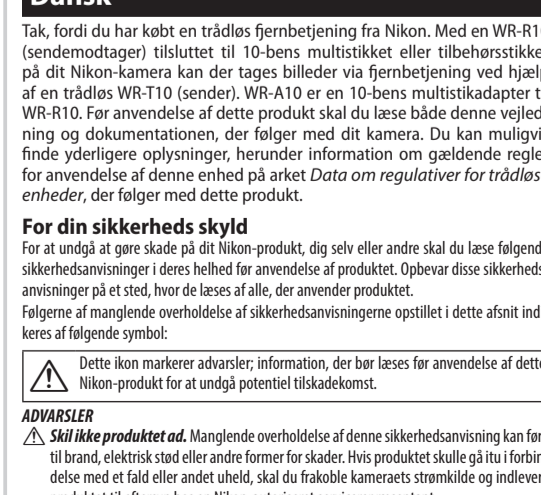 Dansk
Tak, fordi du har købt en trådløs fjernbetjening fra Nikon. Med en WR-R1
(sendemodtager) tilsluttet til 10-bens multistikket eller tilbehørsstikke
på dit Nikon-kamera kan der tages billeder via fjernbetjening ved hjæl
af en trådløs WR-T10 (sender). WR-A10 er en 10-bens multistikadapter t
WR-R10. Før anvendelse af dette produkt skal du læse både denne vejled
ning og dokumentationen, der følger med dit kamera. Du kan muligvi
finde yderligere oplysninger, herunder information om gældende regle
for anvendelse af denne enhed på arket Data om regulativer for trådløs
enheder, der følger med dette produkt.
For din sikkerheds skyld
For at undgå at gøre skade på dit Nikon-produkt, dig selv eller andre skal du læse følgend
sikkerhedsanvisninger i deres helhed før anvendelse af produktet. Opbevar disse sikkerheds
anvisninger på et sted, hvor de læses af alle, der anvender produktet.
Følgerne af manglende overholdelse af sikkerhedsanvisningerne opstillet i dette afsnit ind
keres af følgende symbol:
Dette ikon markerer advarsler; information, der bør læses før anvendelse af dette
Nikon-produkt for at undgå potentiel tilskadekomst.
ADVARSLER
Skil ikke produktet ad. Manglende overholdelse af denne sikkerhedsanvisning kan før
til brand, elektrisk stød eller andre former for skader. Hvis produktet skulle gå itu i forbin
delse med et fald eller andet uheld, skal du frakoble kameraets strømkilde og indlever